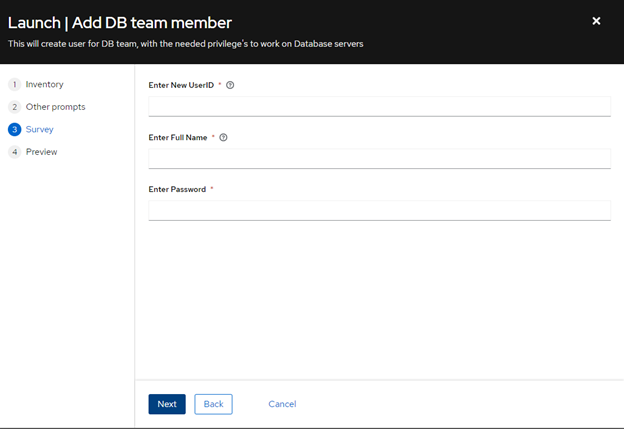 Launch | Add DB team member
This will create user for DB team, with the needed privilege's to work on Database servers
1 Inventory
2 Other prompts
3 Survey
4 Preview
Enter New UserID *
Enter Full Name *
Enter Password *
Next Back Cancel